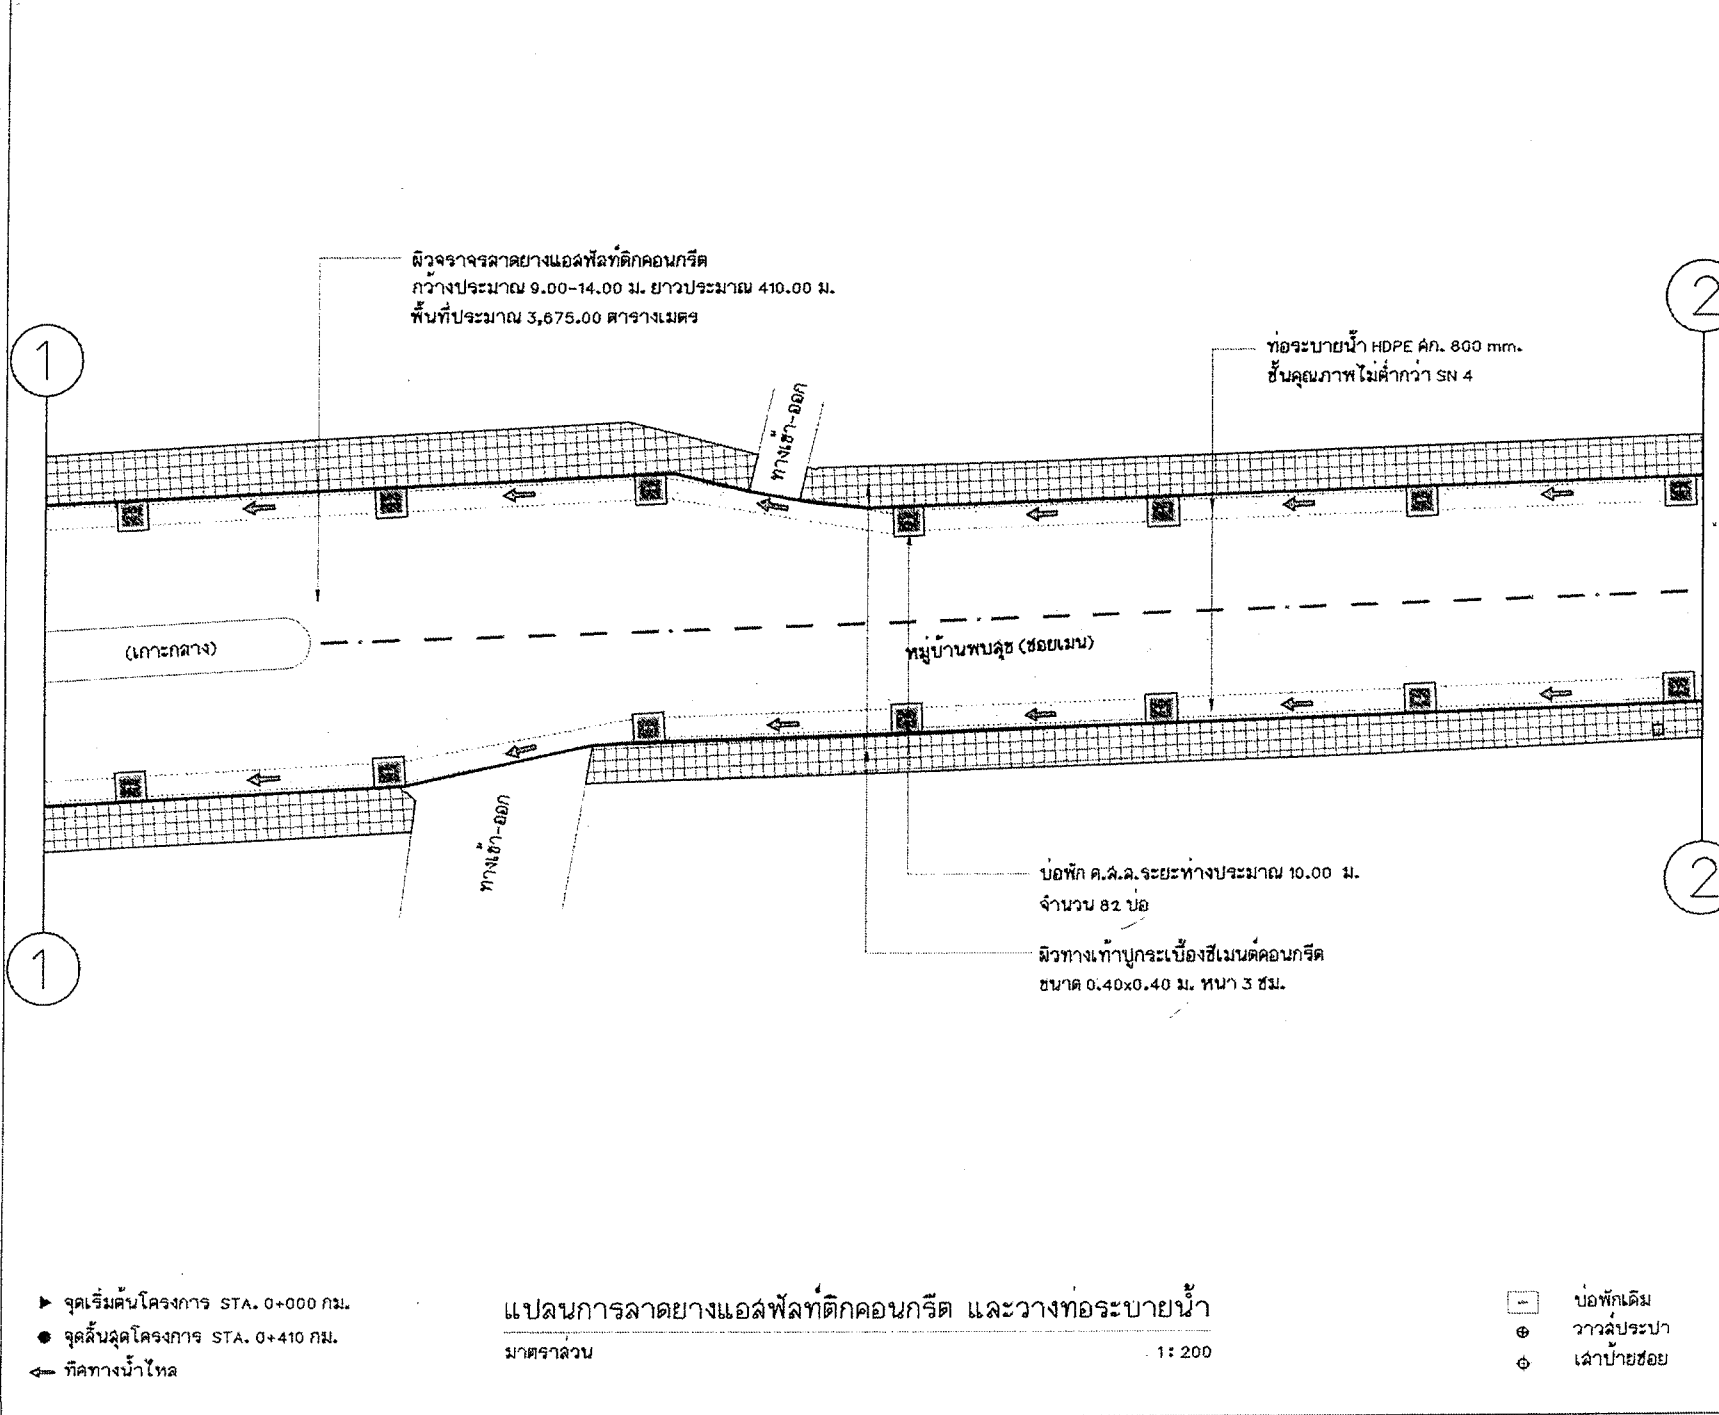 ผิวจราจรลาดยางแอสฟัลท์ติกคอนกรีต
กว้างประมาณ 9.00-14.00 ม. ยาวประมาณ 410.00 ม.
พื้นที่ประมาณ 3,675.00 ตารางเมตร
2
1
ท่อระบายน้ำ HDPE ศก. 800 mm.
ชั้นคุณภาพไม่ต่ำกว่า SN 4
ทางเข้า-ออก
(เกาะกลาง)
หมู่บ้านพบสุข (ซอยเมน)
ทางเข้า-ออก
บ่อพัก ค.ส.ล. ระยะห่างประมาณ 10.00 ม.
จำนวน 82 บ่อ
2
ผิวทางเท้าปูกระเบื้องซีเมนต์คอนกรีต
ขนาด 0.40x0.40 ม. หนา 3 ซม.
1
จุดเริ่มต้นโครงการ STA. 0+000 กม.
จุดสิ้นสุดโครงการ STA. 0+410 กม.
ทิศทางน้ำไหล
แปลนการลาดยางแอสฟัลท์ติกคอนกรีต และวางท่อระบายน้ำ
มาตราส่วน 1:200
บ่อพักเดิม
วาวล์ประปา
เสาป้ายซอย